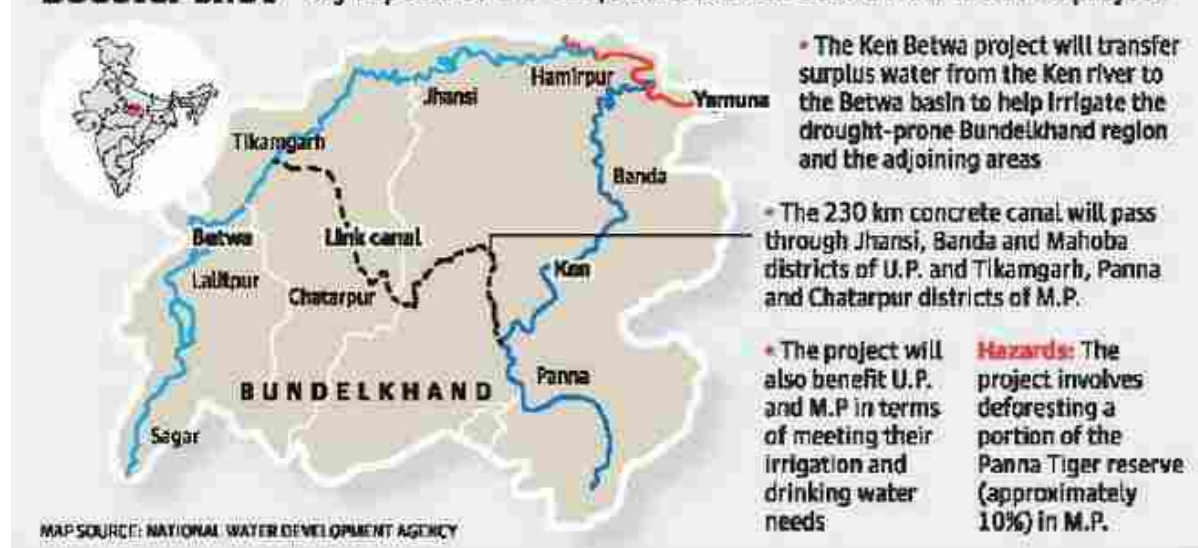 Hamirpur
Jhansi
Yamuna
Tikamgarh
Banda
Betwa
Link canal
Lalitpur
Chatarpur
Ken
BUNDELKHAND
Panna
Sagar
MAP SOURCE: NATIONAL WATER DEVELOPMENT AGENCY
• The Ken Betwa project will transfer
surplus water from the Ken river to
the Betwa basin to help irrigate the
drought-prone Bundelkhand region
and the adjoining areas
• The 230 km concrete canal will pass
through Jhansi, Banda and Mahoba
districts of U.P. and Tikamgarh, Panna
and Chatarpur districts of M.P.
• The project will
also benefit U.P.
and M.P in terms
of meeting their
irrigation and
drinking water
needs
Hazards: The
project involves
deforesting a
portion of the
Panna Tiger reserve
(approximately
10%) in M.P.